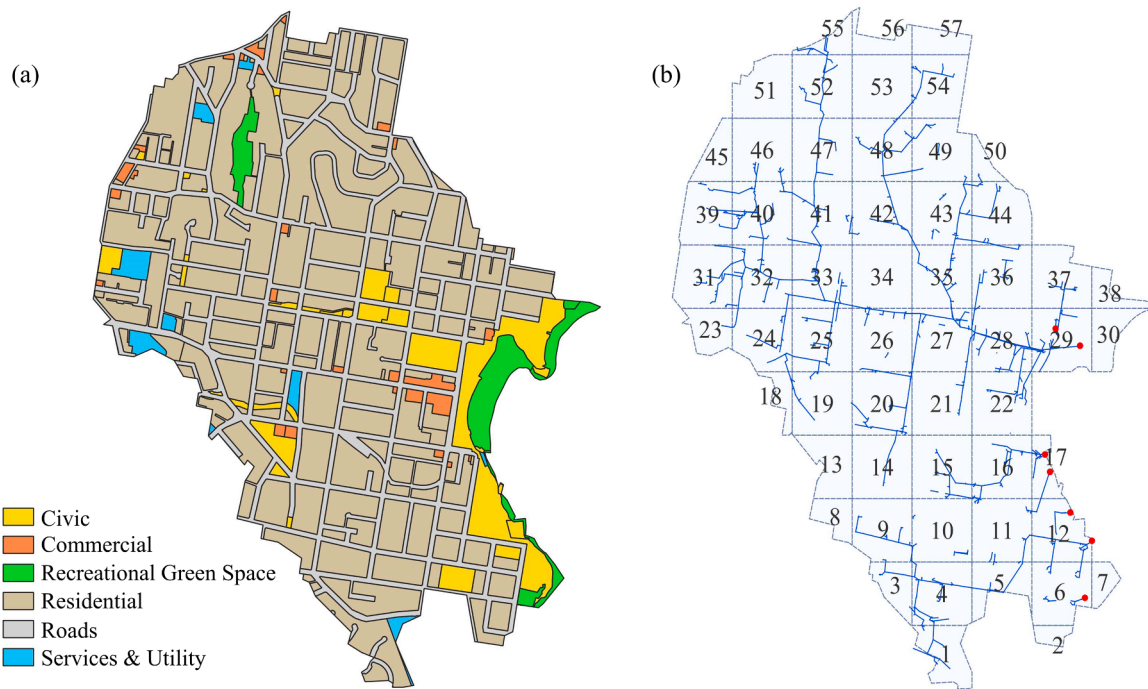 (a)
Civic
Commercial
Recreational Green Space
Residential
Roads
Services & Utility
(b)
55 56 57
51 52 53 54
45 46 47 48 49 50
39 40 41 42 43 44
31 32 33 34 35 36 37 38
23 24 25 26 27 28 29 30
18 19 20 21 22
13 14 15 16 17
8 9 10 11 12
3 4 5 6 7
1 2